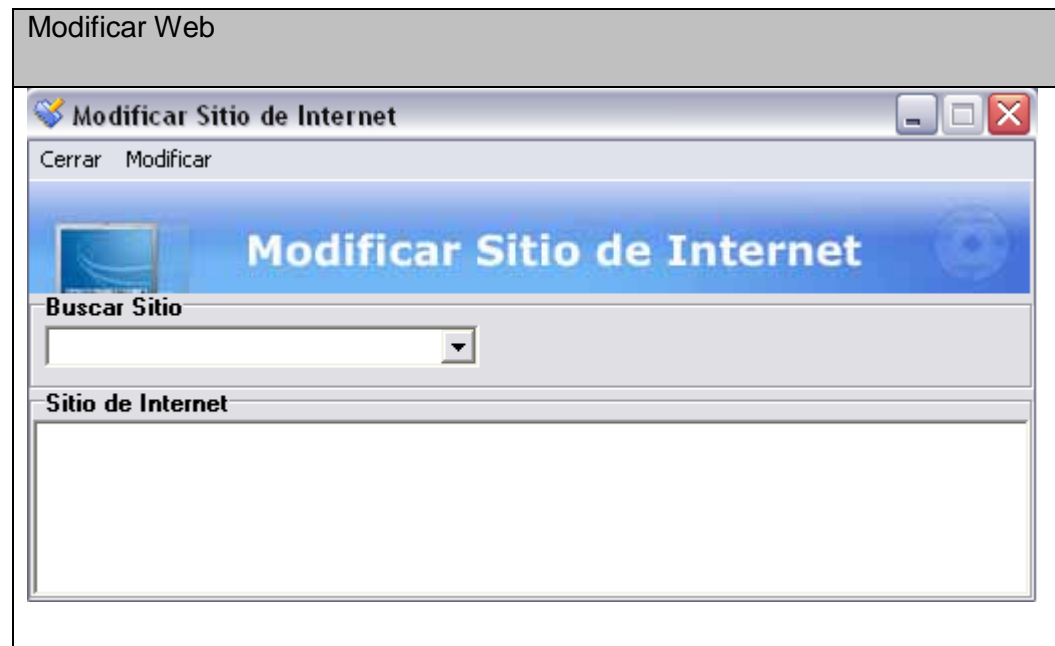 Modificar Web
Modificar Sitio de Internet
Cerrar Modificar
Modificar Sitio de Internet
Buscar Sitio
Sitio de Internet